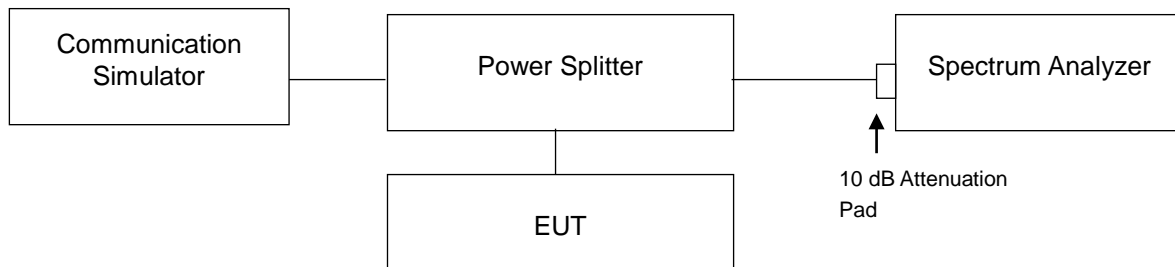 Communication
Simulator
Power Splitter
Spectrum Analyzer
10 dB Attenuation
Pad
EUT